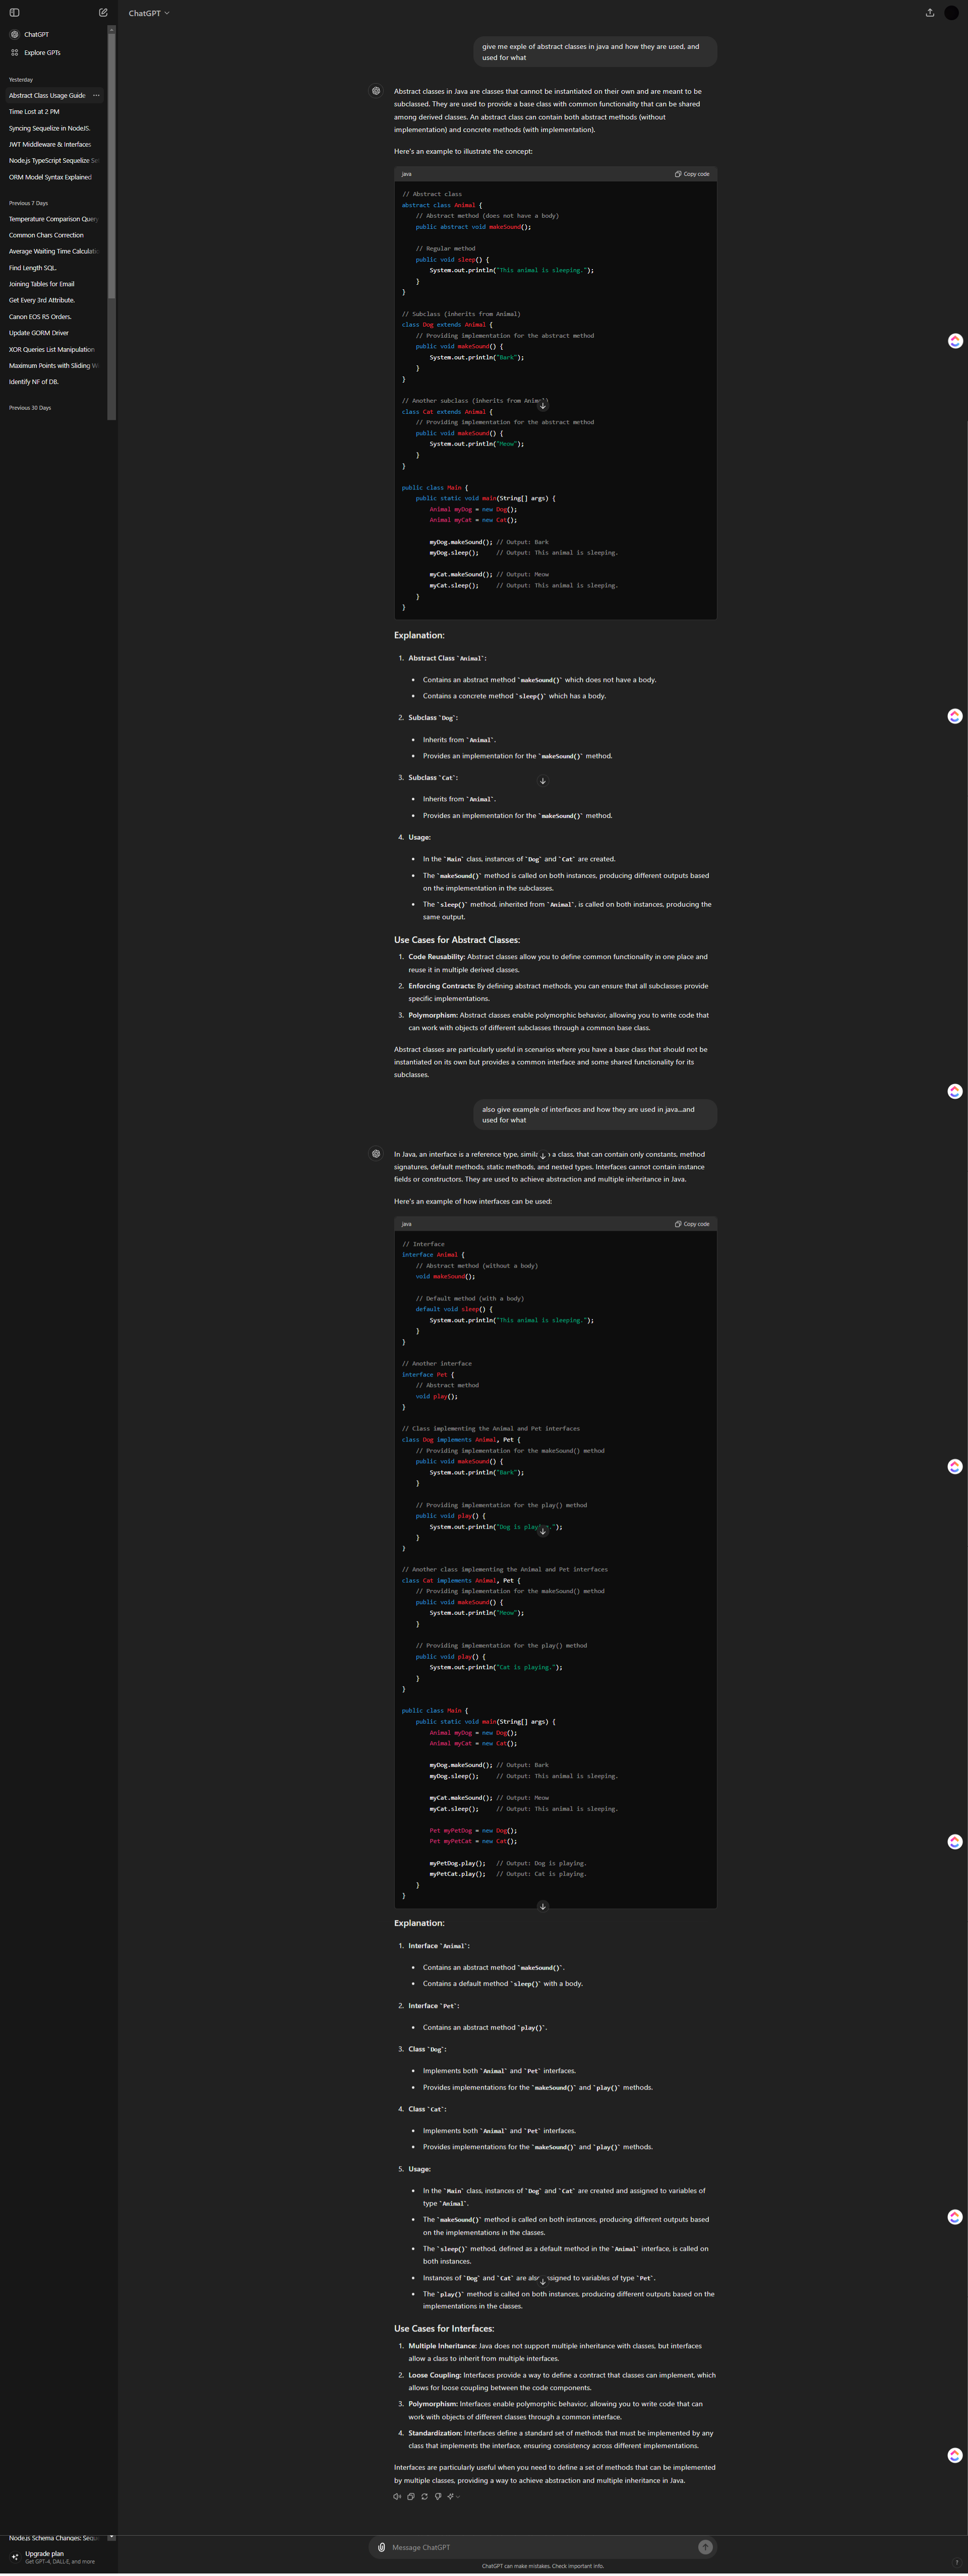 ChatGPT
Explore GPTs
Yesterday
Abstract Class Usage Guide
Time Lost at 2 PM
Syncing Sequelize in NodeJS.
JWT Middleware & Interfaces
Node.js TypeScript Sequelize Se
ORM Model Syntax Explained
Previous 7 Days
Temperature Comparison Query
Common Chars Correction
Average Waiting Time Calculatio
Find Length SQL.
Joining Tables for Email
Get Every 3rd Attribute.
Canon EOS R5 Orders.
Update GORM Driver
XOR Queries List Manipulation
Maximum Points with Sliding W
Identify NF of DB.
Previous 30 Days
Node.js Schema Changes: Seque
Upgrade plan
Get GPT-4, DALL·E, and more
ChatGPT
give me exple of abstract classes in java and how they are used, and
used for what
Abstract classes in Java are classes that cannot be instantiated on their own and are meant to be
subclassed. They are used to provide a base class with common functionality that can be shared
among derived classes. An abstract class can contain both abstract methods (without
implementation) and concrete methods (with implementation).
Here's an example to illustrate the concept:
java Copy code
// Abstract class
abstract class Animal {
// Abstract method (does not have a body)
public abstract void makeSound();
// Regular method
public void sleep() {
System.out.println("This animal is sleeping.");
}
}
// Subclass (inherits from Animal)
class Dog extends Animal {
// Providing implementation for the abstract method
public void makeSound() {
System.out.println("Bark");
}
}
// Another subclass (inherits from Animal)
class Cat extends Animal {
// Providing implementation for the abstract method
public void makeSound() {
System.out.println("Meow");
}
}
public class Main {
public static void main(String[] args) {
Animal myDog = new Dog();
Animal myCat = new Cat();
myDog.makeSound(); // Output: Bark
myDog.sleep(); // Output: This animal is sleeping.
myCat.makeSound(); // Output: Meow
myCat.sleep(); // Output: This animal is sleeping.
}
}
Explanation:
1. Abstract Class `Animal`:
• Contains an abstract method `makeSound()` which does not have a body.
• Contains a concrete method `sleep()` which has a body.
2. Subclass `Dog`:
• Inherits from `Animal`.
• Provides an implementation for the `makeSound()` method.
3. Subclass `Cat`:
• Inherits from `Animal`.
• Provides an implementation for the `makeSound()` method.
4. Usage:
• In the `Main` class, instances of `Dog` and `Cat` are created.
• The `makeSound()` method is called on both instances, producing different outputs based
on the implementation in the subclasses.
• The `sleep()` method, inherited from `Animal`, is called on both instances, producing the
same output.
Use Cases for Abstract Classes:
1. Code Reusability: Abstract classes allow you to define common functionality in one place and
reuse it in multiple derived classes.
2. Enforcing Contracts: By defining abstract methods, you can ensure that all subclasses provide
specific implementations.
3. Polymorphism: Abstract classes enable polymorphic behavior, allowing you to write code that
can work with objects of different subclasses through a common base class.
Abstract classes are particularly useful in scenarios where you have a base class that should not be
instantiated on its own but provides a common interface and some shared functionality for its
subclasses.
also give example of interfaces and how they are used in java...and
used for what
In Java, an interface is a reference type, similar to a class, that can contain only constants, method
signatures, default methods, static methods, and nested types. Interfaces cannot contain instance
fields or constructors. They are used to achieve abstraction and multiple inheritance in Java.
Here's an example of how interfaces can be used:
java Copy code
// Interface
interface Animal {
// Abstract method (without a body)
void makeSound();
// Default method (with a body)
default void sleep() {
System.out.println("This animal is sleeping.");
}
}
// Another interface
interface Pet {
// Abstract method
void play();
}
// Class implementing the Animal and Pet interfaces
class Dog implements Animal, Pet {
// Providing implementation for the makeSound() method
public void makeSound() {
System.out.println("Bark");
}
// Providing implementation for the play() method
public void play() {
System.out.println("Dog is playing.");
}
}
// Another class implementing the Animal and Pet interfaces
class Cat implements Animal, Pet {
// Providing implementation for the makeSound() method
public void makeSound() {
System.out.println("Meow");
}
// Providing implementation for the play() method
public void play() {
System.out.println("Cat is playing.");
}
}
public class Main {
public static void main(String[] args) {
Animal myDog = new Dog();
Animal myCat = new Cat();
myDog.makeSound(); // Output: Bark
myDog.sleep(); // Output: This animal is sleeping.
myCat.makeSound(); // Output: Meow
myCat.sleep(); // Output: This animal is sleeping.
Pet myPetDog = new Dog();
Pet myPetCat = new Cat();
myPetDog.play(); // Output: Dog is playing.
myPetCat.play(); // Output: Cat is playing.
}
}
Explanation:
1. Interface `Animal`:
• Contains an abstract method `makeSound()`.
• Contains a default method `sleep()` with a body.
2. Interface `Pet`:
• Contains an abstract method `play()`.
3. Class `Dog`:
• Implements both `Animal` and `Pet` interfaces.
• Provides implementations for the `makeSound()` and `play()` methods.
4. Class `Cat`:
• Implements both `Animal` and `Pet` interfaces.
• Provides implementations for the `makeSound()` and `play()` methods.
5. Usage:
• In the `Main` class, instances of `Dog` and `Cat` are created and assigned to variables of
type `Animal`.
• The `makeSound()` method is called on both instances, producing different outputs based
on the implementations in the classes.
• The `sleep()` method, defined as a default method in the `Animal` interface, is called on
both instances.
• Instances of `Dog` and `Cat` are also assigned to variables of type `Pet`.
• The `play()` method is called on both instances, producing different outputs based on the
implementations in the classes.
Use Cases for Interfaces:
1. Multiple Inheritance: Java does not support multiple inheritance with classes, but interfaces
allow a class to inherit from multiple interfaces.
2. Loose Coupling: Interfaces provide a way to define a contract that classes can implement, which
allows for loose coupling between the code components.
3. Polymorphism: Interfaces enable polymorphic behavior, allowing you to write code that can
work with objects of different classes through a common interface.
4. Standardization: Interfaces define a standard set of methods that must be implemented by any
class that implements the interface, ensuring consistency across different implementations.
Interfaces are particularly useful when you need to define a set of methods that can be implemented
by multiple classes, providing a way to achieve abstraction and multiple inheritance in Java.
Message ChatGPT
ChatGPT can make mistakes. Check important info.
?